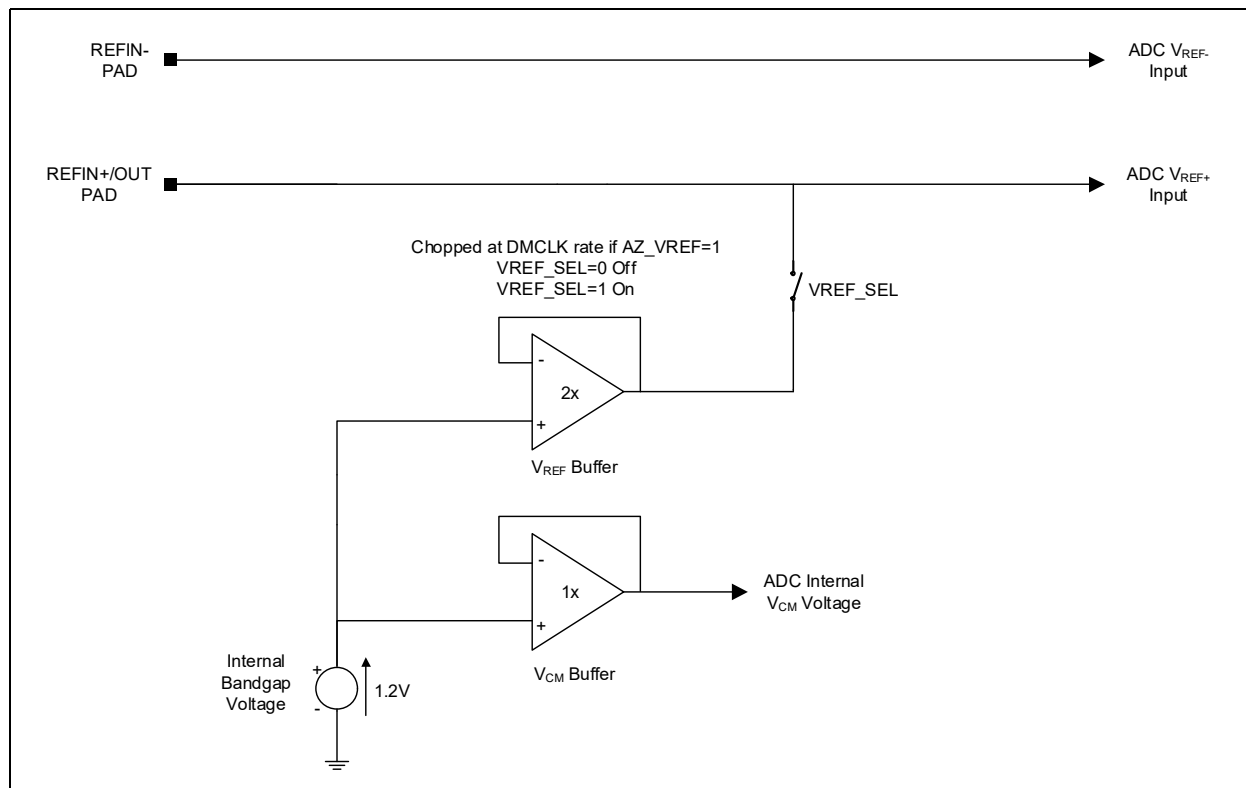 REFIN-
PAD
ADC VREF-
Input
REFIN+/OUT
PAD
ADC VREF+
Input
Chopped at DMCLK rate if AZ_VREF=1
VREF_SEL=0 Off
VREF_SEL=1 On
VREF_SEL
-
2x
+
VREF Buffer
-
1x
+
ADC Internal
VCM Voltage
VCM Buffer
Internal
Bandgap
Voltage
+
-
1.2V